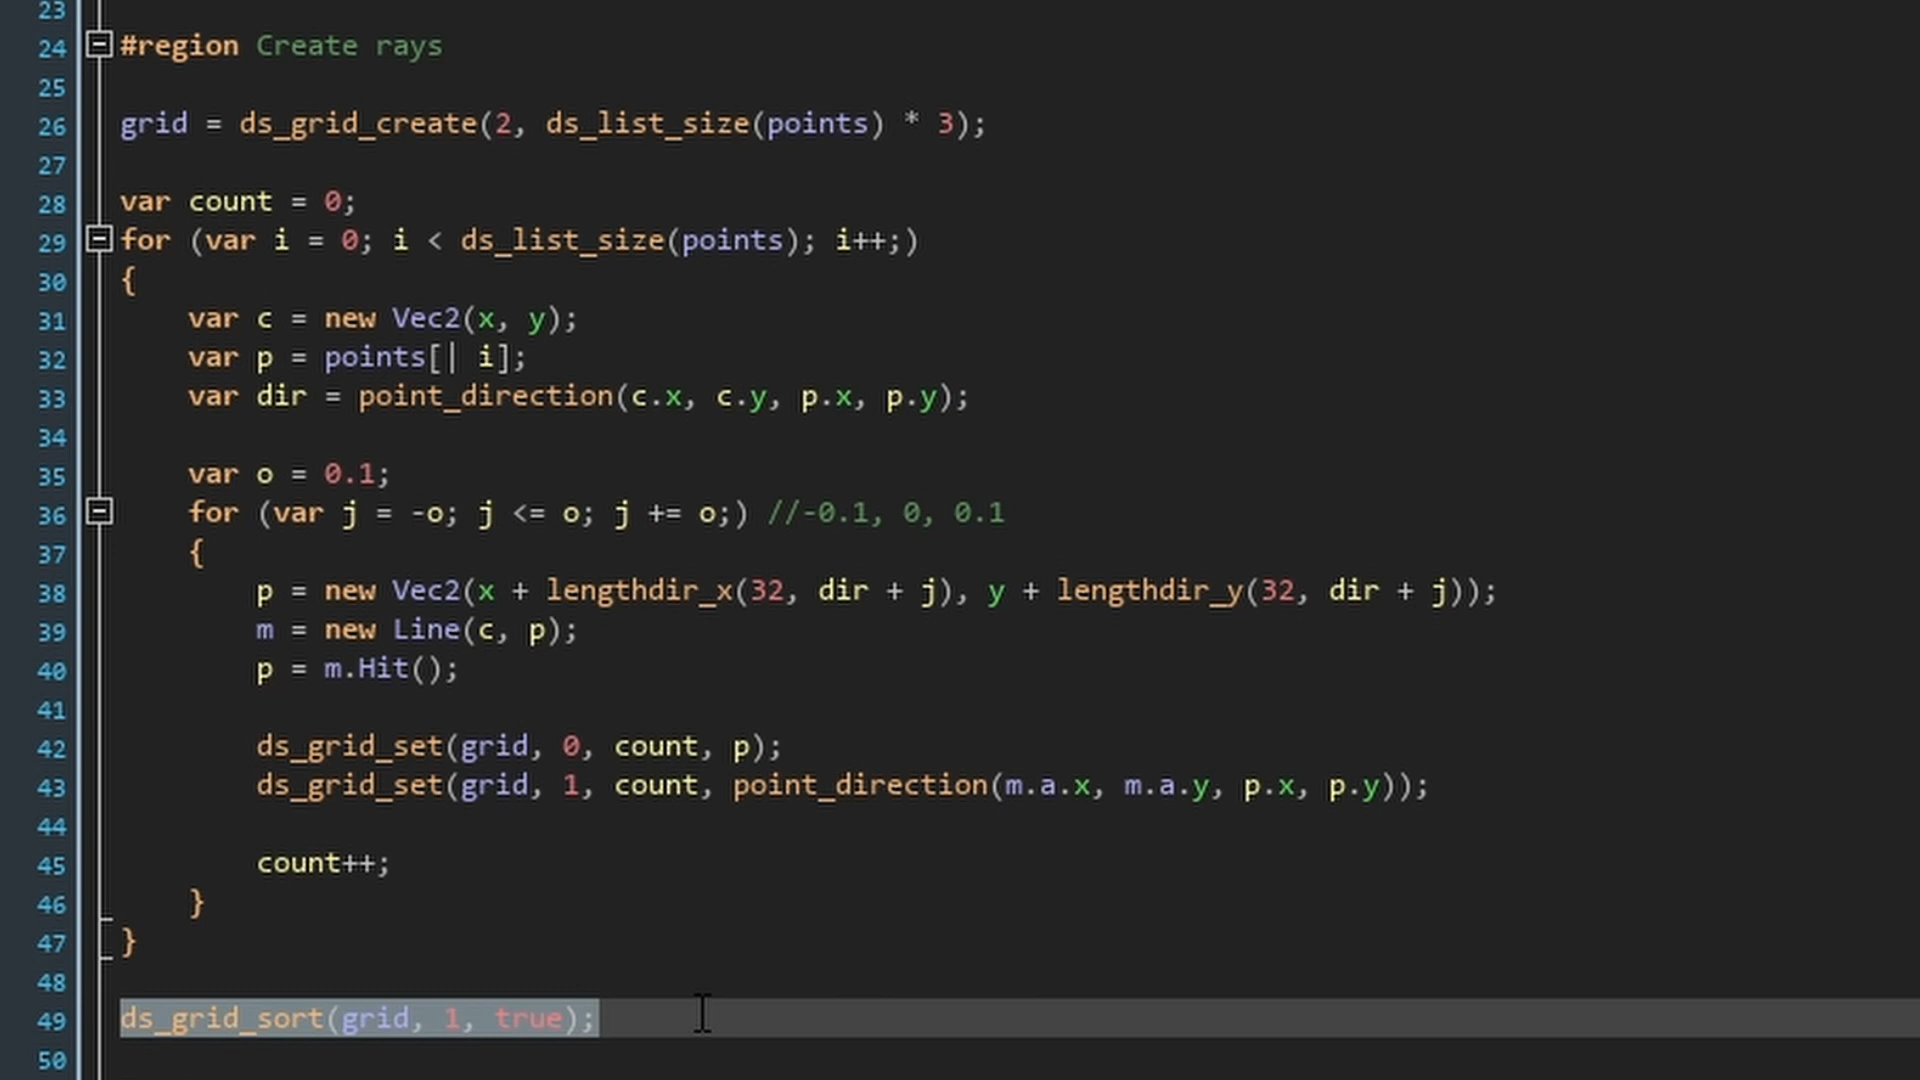 23
24 #region Create rays
25
26 grid = ds_grid_create(2, ds_list_size(points) * 3);
27
28 var count = 0;
29 for (var i = 0; i < ds_list_size(points); i++;)
30 {
31 var c = new Vec2(x, y);
32 var p = points[| i];
33 var dir = point_direction(c.x, c.y, p.x, p.y);
34
35 var o = 0.1;
36 for (var j = -o; j <= o; j += o;) //-0.1, 0, 0.1
37 {
38 p = new Vec2(x + lengthdir_x(32, dir + j), y + lengthdir_y(32, dir + j));
39 m = new Line(c, p);
40 p = m.Hit();
41
42 ds_grid_set(grid, 0, count, p);
43 ds_grid_set(grid, 1, count, point_direction(m.a.x, m.a.y, p.x, p.y));
44
45 count++;
46 }
47 }
48
49 ds_grid_sort(grid, 1, true);
50